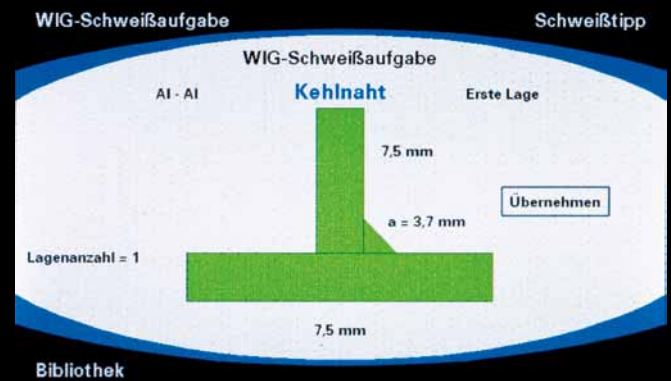 WIG-Schweißaufgabe
Schweißtipp
WIG-Schweißaufgabe
Al - Al
Kehlnaht
Erste Lage
7,5 mm
Übernehmen
a = 3,7 mm
Lagenanzahl = 1
7,5 mm
Bibliothek